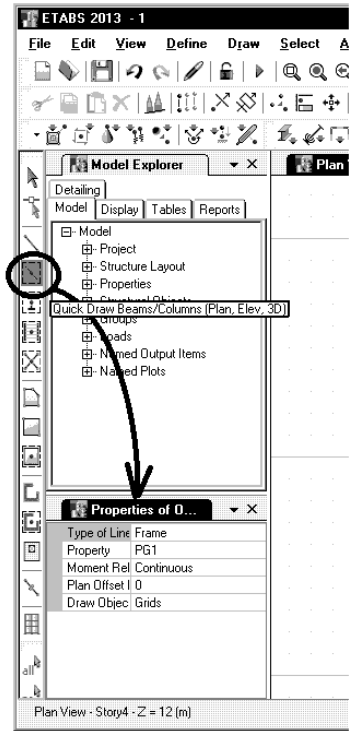 ETABS 2013 - 1
File Edit View Define Draw Select A
Model Explorer
Plan
Detailing
Model Display Tables Reports
Model
Project
Structure Layout
Properties
Structural Objects
Quick Draw Beams/Columns (Plan, Elev, 3D)
Groups
Loads
Named Output Items
Named Plots
Properties of O...
Type of Line Frame
Property PG1
Moment Rel Continuous
Plan Offset I 0
Draw Objec Grids
all
Plan View - Story4 - Z = 12 (m)